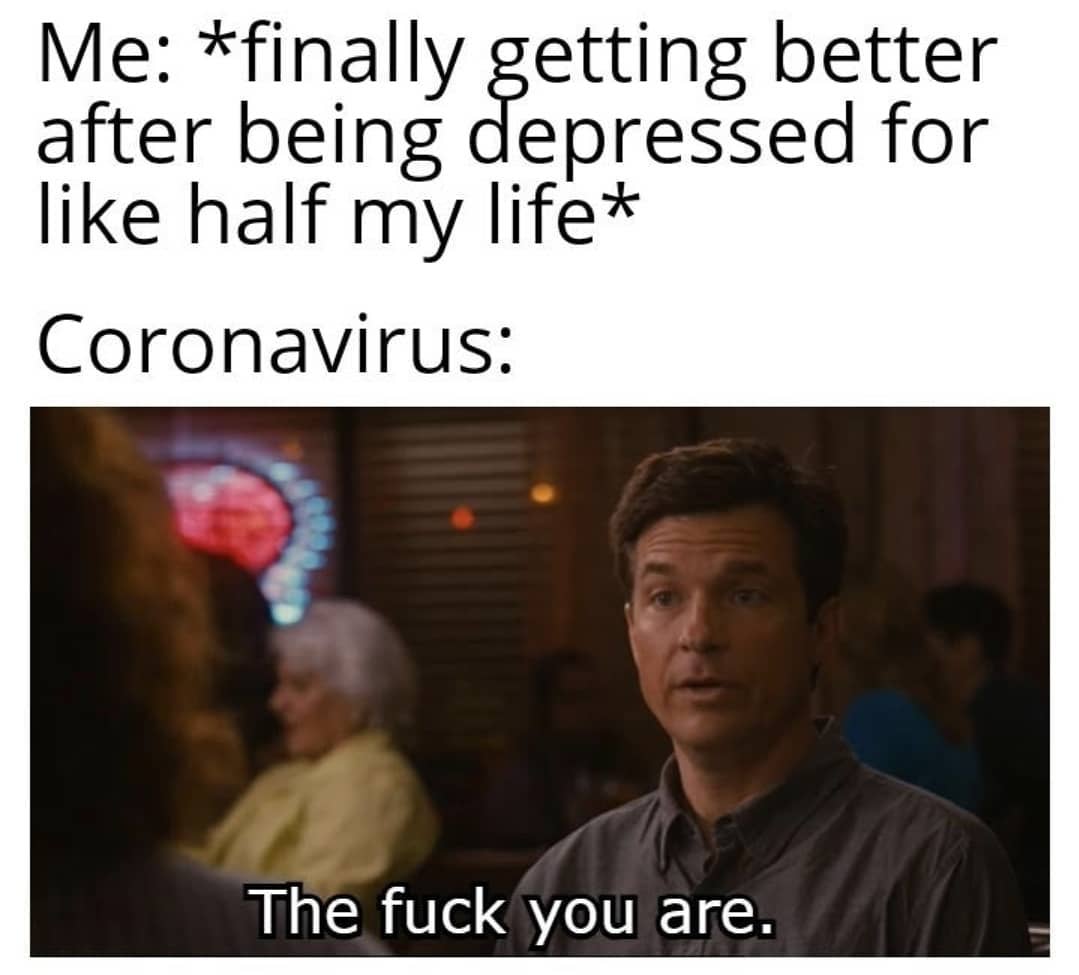 Me: *finally getting better
after being depressed for
like half my life*
Coronavirus:
The fuck you are.